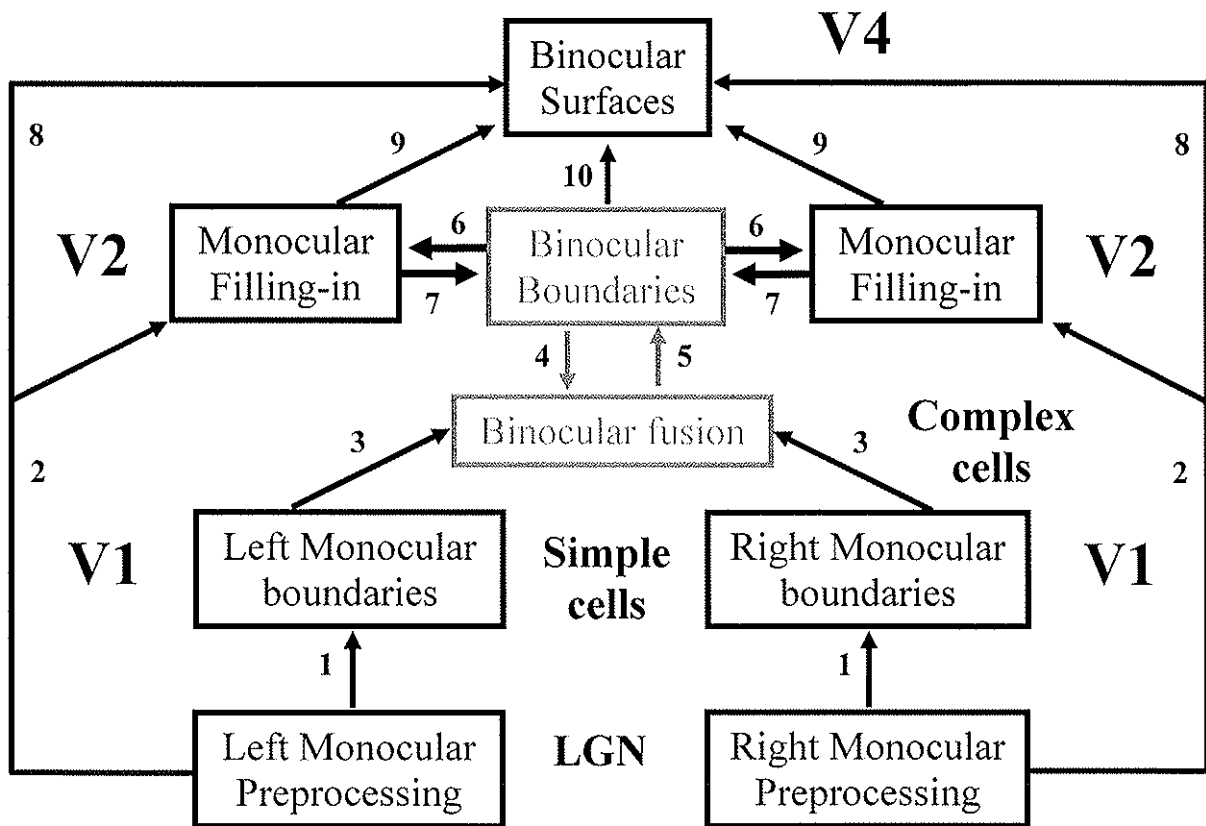 V4
Binocular
Surfaces
8
9
9
8
10
V2
Monocular
Filling-in
6
7
Binocular
Boundaries
6
7
Monocular
Filling-in
V2
4
5
Binocular fusion
Complex
cells
3
3
2
2
V1
Left Monocular
boundaries
Simple
cells
Right Monocular
boundaries
V1
1
1
Left Monocular
Preprocessing
LGN
Right Monocular
Preprocessing